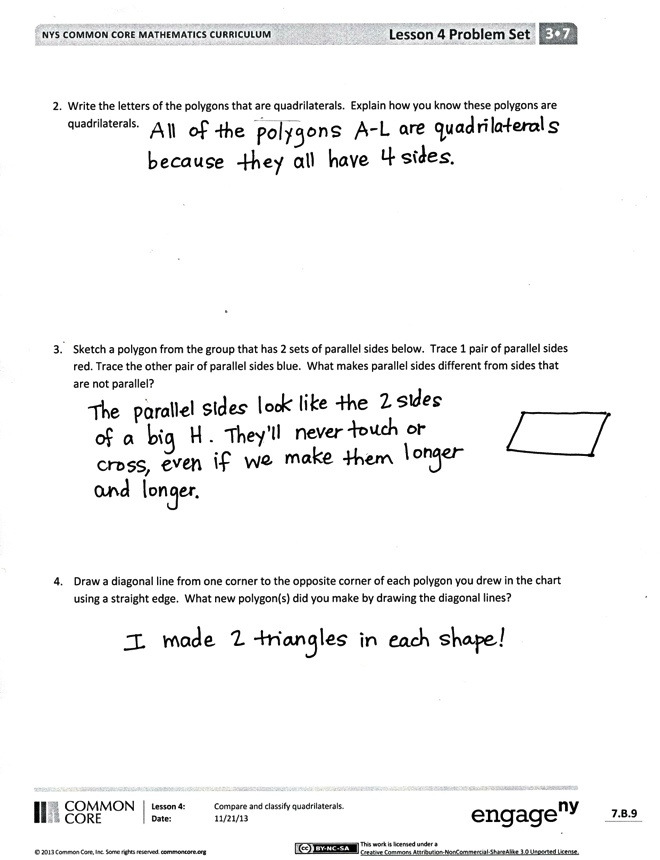 NYS COMMON CORE MATHEMATICS CURRICULUM
Lesson 4 Problem Set
3•7
2. Write the letters of the polygons that are quadrilaterals. Explain how you know these polygons are
quadrilaterals.
All of the polygons A-L are quadrilaterals
because they all have 4 sides.
3. Sketch a polygon from the group that has 2 sets of parallel sides below. Trace 1 pair of parallel sides
red. Trace the other pair of parallel sides blue. What makes parallel sides different from sides that
are not parallel?
The parallel sides look like the 2 sides
of a big H. They'll never touch or
cross, even if we make them longer
and longer.
4. Draw a diagonal line from one corner to the opposite corner of each polygon you drew in the chart
using a straight edge. What new polygon(s) did you make by drawing the diagonal lines?
I made 2 triangles in each shape!
COMMON
CORE
Lesson 4: Compare and classify quadrilaterals.
Date: 11/21/13
engage ny
7.B.9
© 2013 Common Core, Inc. Some rights reserved. commoncore.org
(cc) BY-NC-SA
This work is licensed under a
Creative Commons Attribution-NonCommercial-ShareAlike 3.0 Unported License.